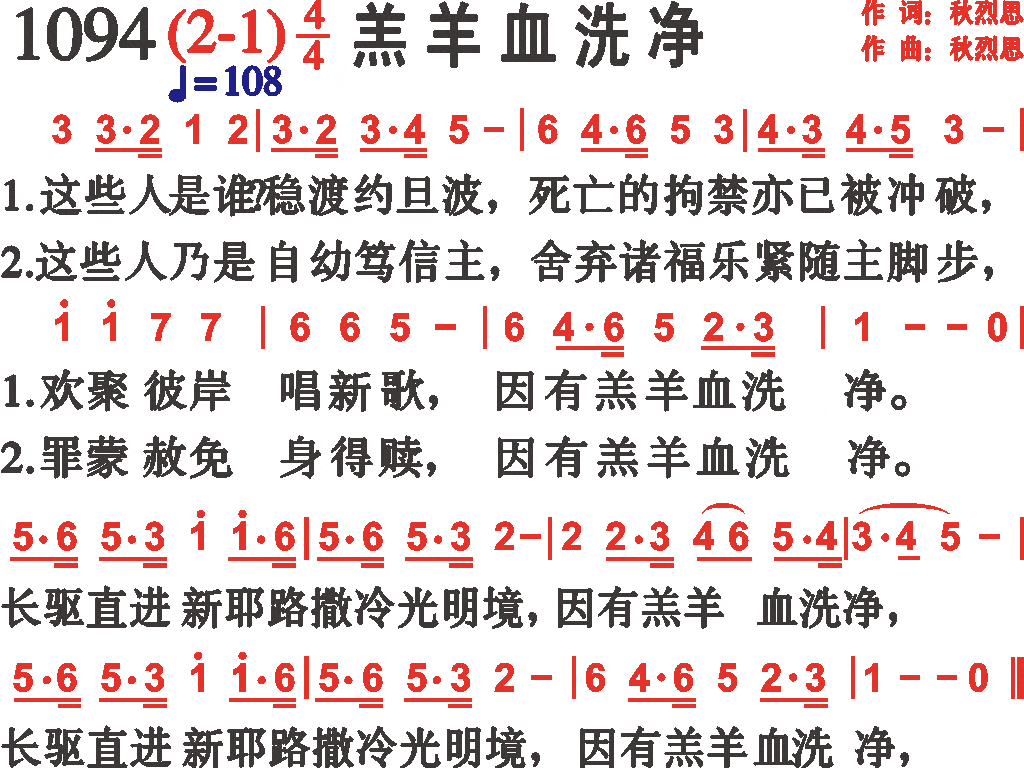 1094 (2-1) 4/4 羔羊血洗净 作 词：秋烈思
♩=108 作 曲：秋烈思
3 3·2 1 2|3·2 3·4 5 −|6 4·6 5 3|4·3 4·5 3 −|
1.这些人是谁?稳渡约旦波，死亡的拘禁亦已被冲破，
2.这些人乃是自幼笃信主，舍弃诸福乐紧随主脚步，
i i 7 7 | 6 6 5 − | 6 4·6 5 2·3 | 1 − − 0|
1.欢聚彼岸 唱新歌， 因有羔羊血洗 净。
2.罪蒙赦免 身得赎， 因有羔羊血洗 净。
5·6 5·3 i i·6|5·6 5·3 2−|2 2·3 4 6 5·4|3·4 5 −|
长驱直进新耶路撒冷光明境，因有羔羊 血洗净，
5·6 5·3 i i·6|5·6 5·3 2 − |6 4·6 5 2·3 |1 − − 0‖
长驱直进新耶路撒冷光明境， 因有羔羊血洗 净，